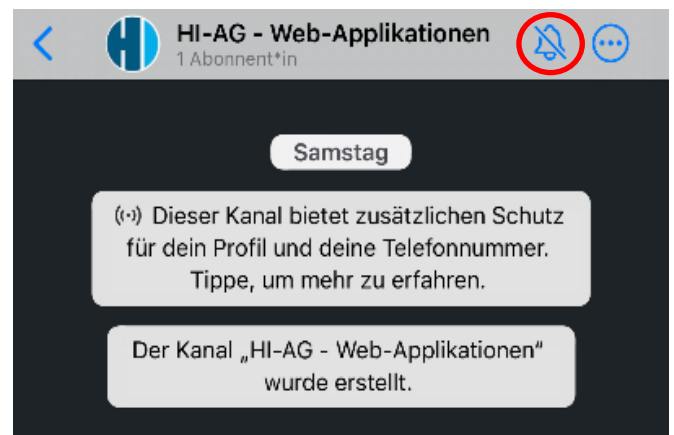 HI-AG - Web-Applikationen
1 Abonnent*in
Samstag
Dieser Kanal bietet zusätzlichen Schutz
für dein Profil und deine Telefonnummer.
Tippe, um mehr zu erfahren.
Der Kanal „HI-AG - Web-Applikationen“
wurde erstellt.